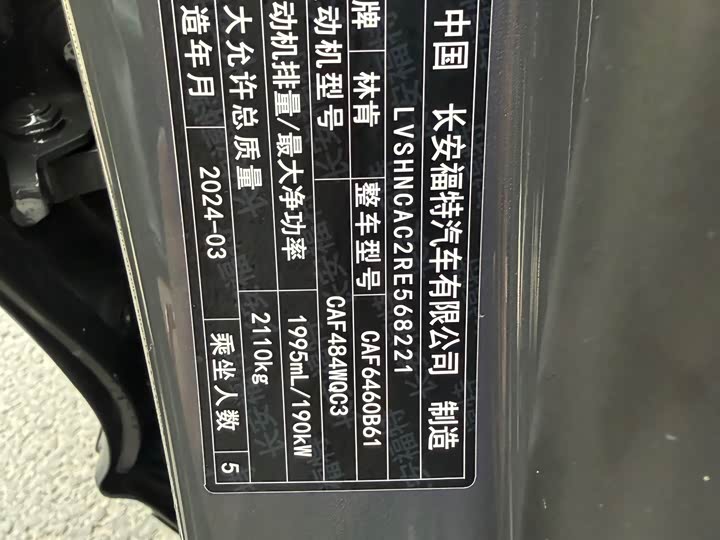 中国 长安福特汽车有限公司 制造
LVSHNCAC2RE568221
牌 林肯 整车型号 CAF6460B61
动机型号 CAF484WQC3
动机排量/最大净功率 1995mL/190kW
大允许总质量 2110kg
造年月 2024-03 乘坐人数 5